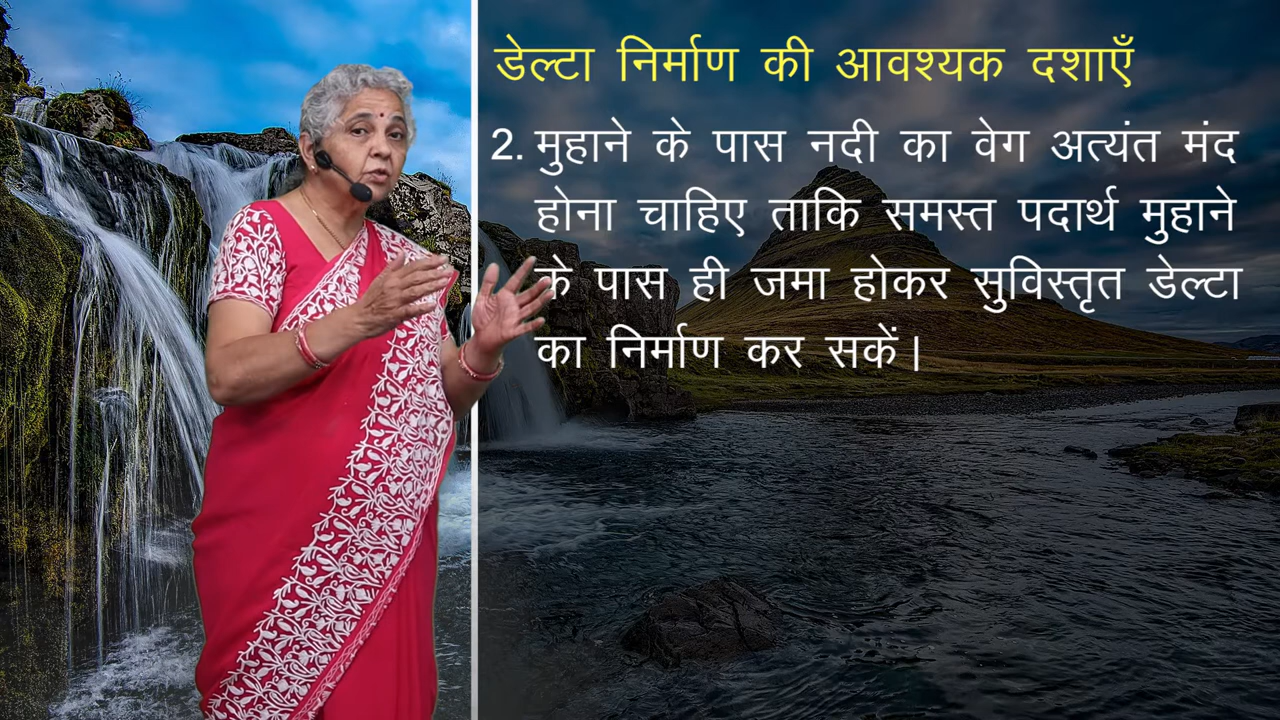 डेल्टा निर्माण की आवश्यक दशाएँ
2. मुहाने के पास नदी का वेग अत्यंत मंद
होना चाहिए ताकि समस्त पदार्थ मुहाने
के पास ही जमा होकर सुविस्तृत डेल्टा
का निर्माण कर सकें।